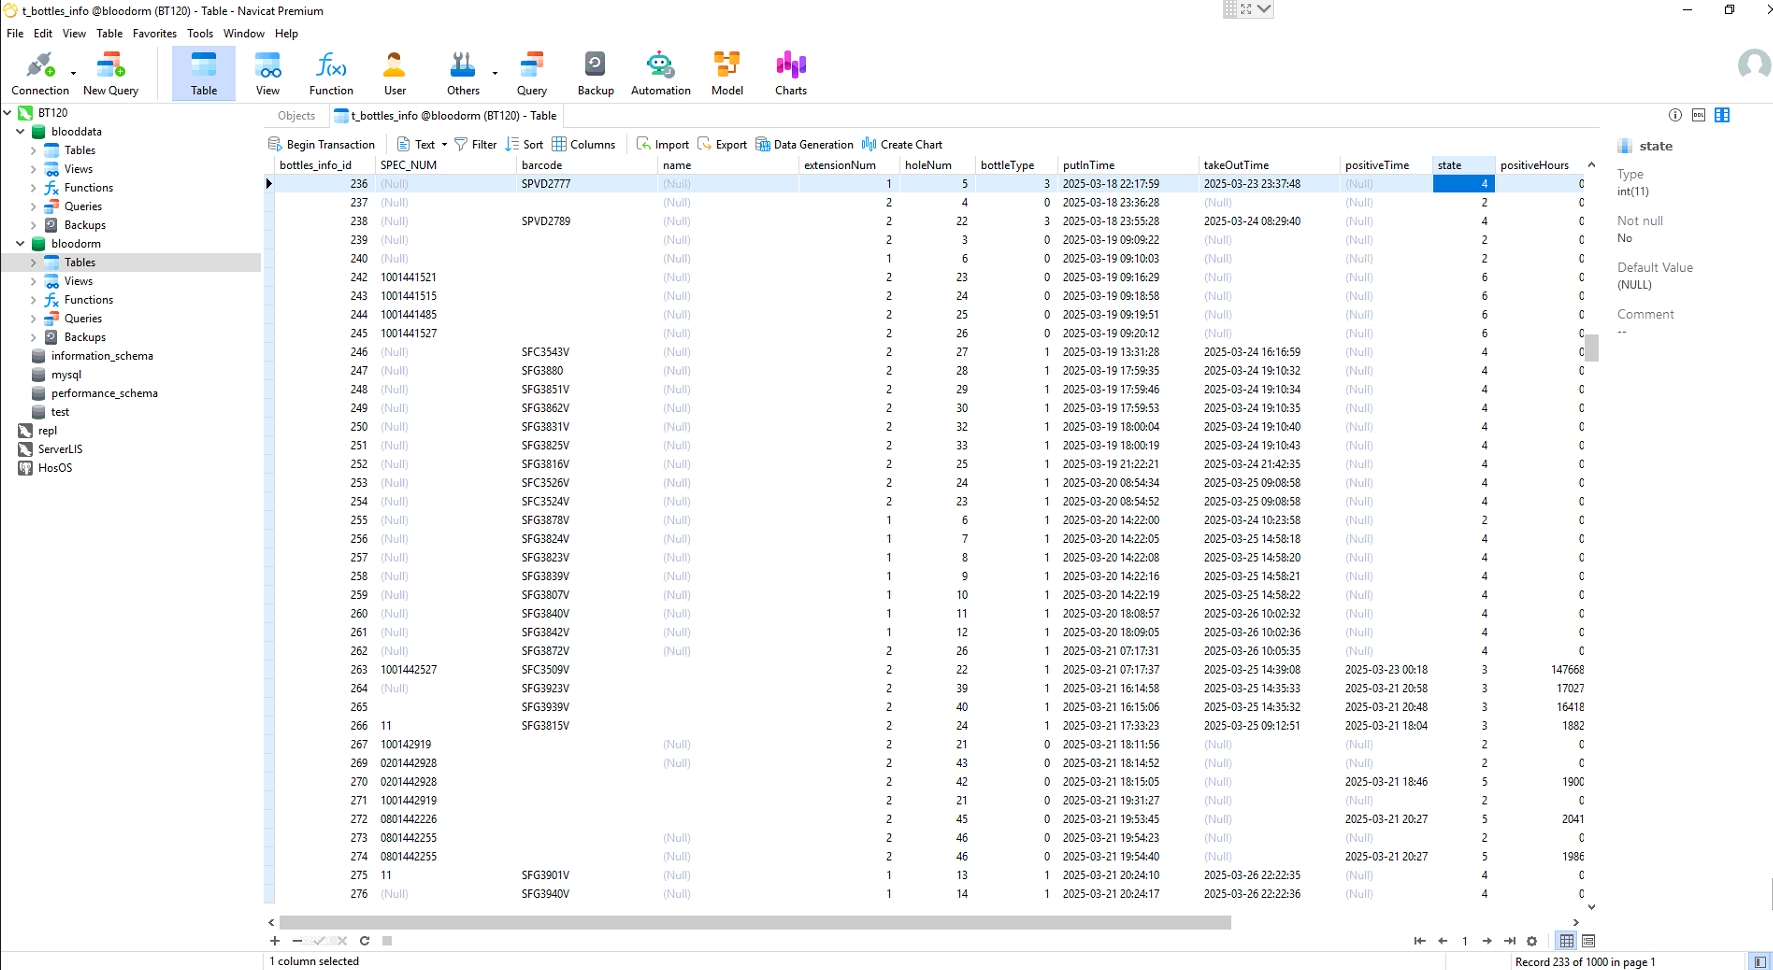 t_bottles_info @bloodorm (BT120) - Table - Navicat Premium
File Edit View Table Favorites Tools Window Help
Connection New Query Table View Function User Others Query Backup Automation Model Charts
BT120
blooddata
Tables
Views
Functions
Queries
Backups
bloodorm
Tables
Views
Functions
Queries
Backups
information_schema
mysql
performance_schema
test
repl
ServerLIS
HosOS
Objects t_bottles_info @bloodorm (BT120) - Table
Begin Transaction Text Filter Sort Columns Import Export Data Generation Create Chart
bottles_info_id SPEC_NUM barcode name extensionNum holeNum bottleType putInTime takeOutTime positiveTime state positiveHours
236 (Null) SPVD2777 (Null) 1 5 3 2025-03-18 22:17:59 2025-03-23 23:37:48 (Null) 4 0
237 (Null) (Null) 2 4 0 2025-03-18 23:36:28 (Null) (Null) 2 0
238 (Null) SPVD2789 (Null) 2 22 3 2025-03-18 23:55:28 2025-03-24 08:29:40 (Null) 4 0
239 (Null) (Null) 2 3 0 2025-03-19 09:09:22 (Null) (Null) 2 0
240 (Null) (Null) 1 6 0 2025-03-19 09:10:03 (Null) (Null) 2 0
242 1001441521 (Null) 2 23 0 2025-03-19 09:16:29 (Null) (Null) 6 0
243 1001441515 (Null) 2 24 0 2025-03-19 09:18:58 (Null) (Null) 6 0
244 1001441485 (Null) 2 25 0 2025-03-19 09:19:51 (Null) (Null) 6 0
245 1001441527 (Null) 2 26 0 2025-03-19 09:20:12 (Null) (Null) 6 0
246 (Null) SFC3543V (Null) 2 27 1 2025-03-19 13:31:28 2025-03-24 16:16:59 (Null) 4 0
247 (Null) SFG3880 (Null) 2 28 1 2025-03-19 17:59:35 2025-03-24 19:10:32 (Null) 4 0
248 (Null) SFG3851V (Null) 2 29 1 2025-03-19 17:59:46 2025-03-24 19:10:34 (Null) 4 0
249 (Null) SFG3862V (Null) 2 30 1 2025-03-19 17:59:53 2025-03-24 19:10:35 (Null) 4 0
250 (Null) SFG3831V (Null) 2 32 1 2025-03-19 18:00:04 2025-03-24 19:10:40 (Null) 4 0
251 (Null) SFG3825V (Null) 2 33 1 2025-03-19 18:00:19 2025-03-24 19:10:43 (Null) 4 0
252 (Null) SFG3816V (Null) 2 25 1 2025-03-19 21:22:21 2025-03-24 21:42:35 (Null) 4 0
253 (Null) SFC3526V (Null) 2 24 1 2025-03-20 08:54:34 2025-03-25 09:08:58 (Null) 4 0
254 (Null) SFC3524V (Null) 2 23 1 2025-03-20 08:54:52 2025-03-25 09:08:58 (Null) 4 0
255 (Null) SFG3878V (Null) 1 6 1 2025-03-20 14:22:00 2025-03-24 10:23:58 (Null) 2 0
256 (Null) SFG3824V (Null) 1 7 1 2025-03-20 14:22:05 2025-03-25 14:58:18 (Null) 4 0
257 (Null) SFG3823V (Null) 1 8 1 2025-03-20 14:22:08 2025-03-25 14:58:20 (Null) 4 0
258 (Null) SFG3839V (Null) 1 9 1 2025-03-20 14:22:16 2025-03-25 14:58:21 (Null) 4 0
259 (Null) SFG3807V (Null) 1 10 1 2025-03-20 14:22:19 2025-03-25 14:58:22 (Null) 4 0
260 (Null) SFG3840V (Null) 1 11 1 2025-03-20 18:08:57 2025-03-26 10:02:32 (Null) 4 0
261 (Null) SFG3842V (Null) 1 12 1 2025-03-20 18:09:05 2025-03-26 10:02:36 (Null) 4 0
262 (Null) SFG3872V (Null) 2 26 1 2025-03-21 07:17:31 2025-03-26 10:05:35 (Null) 4 0
263 1001442527 SFC3509V 2 22 1 2025-03-21 07:17:37 2025-03-25 14:39:08 2025-03-23 00:18 3 147668
264 (Null) SFG3923V 2 39 1 2025-03-21 16:14:58 2025-03-25 14:35:33 2025-03-21 20:58 3 17027
265 SFG3939V 2 40 1 2025-03-21 16:15:06 2025-03-25 14:35:32 2025-03-21 20:48 3 16418
266 11 SFG3815V 2 24 1 2025-03-21 17:33:23 2025-03-25 09:12:51 2025-03-21 18:04 3 1882
267 100142919 (Null) 2 21 0 2025-03-21 18:11:56 (Null) (Null) 2 0
269 0201442928 (Null) 2 43 0 2025-03-21 18:14:52 (Null) (Null) 2 0
270 0201442928 2 42 0 2025-03-21 18:15:05 (Null) 2025-03-21 18:46 5 1900
271 1001442919 2 21 0 2025-03-21 19:31:27 (Null) (Null) 2 0
272 0801442226 2 45 0 2025-03-21 19:53:45 (Null) 2025-03-21 20:27 5 2041
273 0801442255 (Null) 2 46 0 2025-03-21 19:54:23 (Null) (Null) 2 0
274 0801442255 (Null) 2 46 0 2025-03-21 19:54:40 (Null) 2025-03-21 20:27 5 1986
275 11 SFG3901V (Null) 1 13 1 2025-03-21 20:24:10 2025-03-26 22:22:35 (Null) 4 0
276 (Null) SFG3940V (Null) 1 14 1 2025-03-21 20:24:17 2025-03-26 22:22:36 (Null) 4 0
1
1 column selected
Record 233 of 1000 in page 1
state
Type
int(11)
Not null
No
Default Value
(NULL)
Comment
--